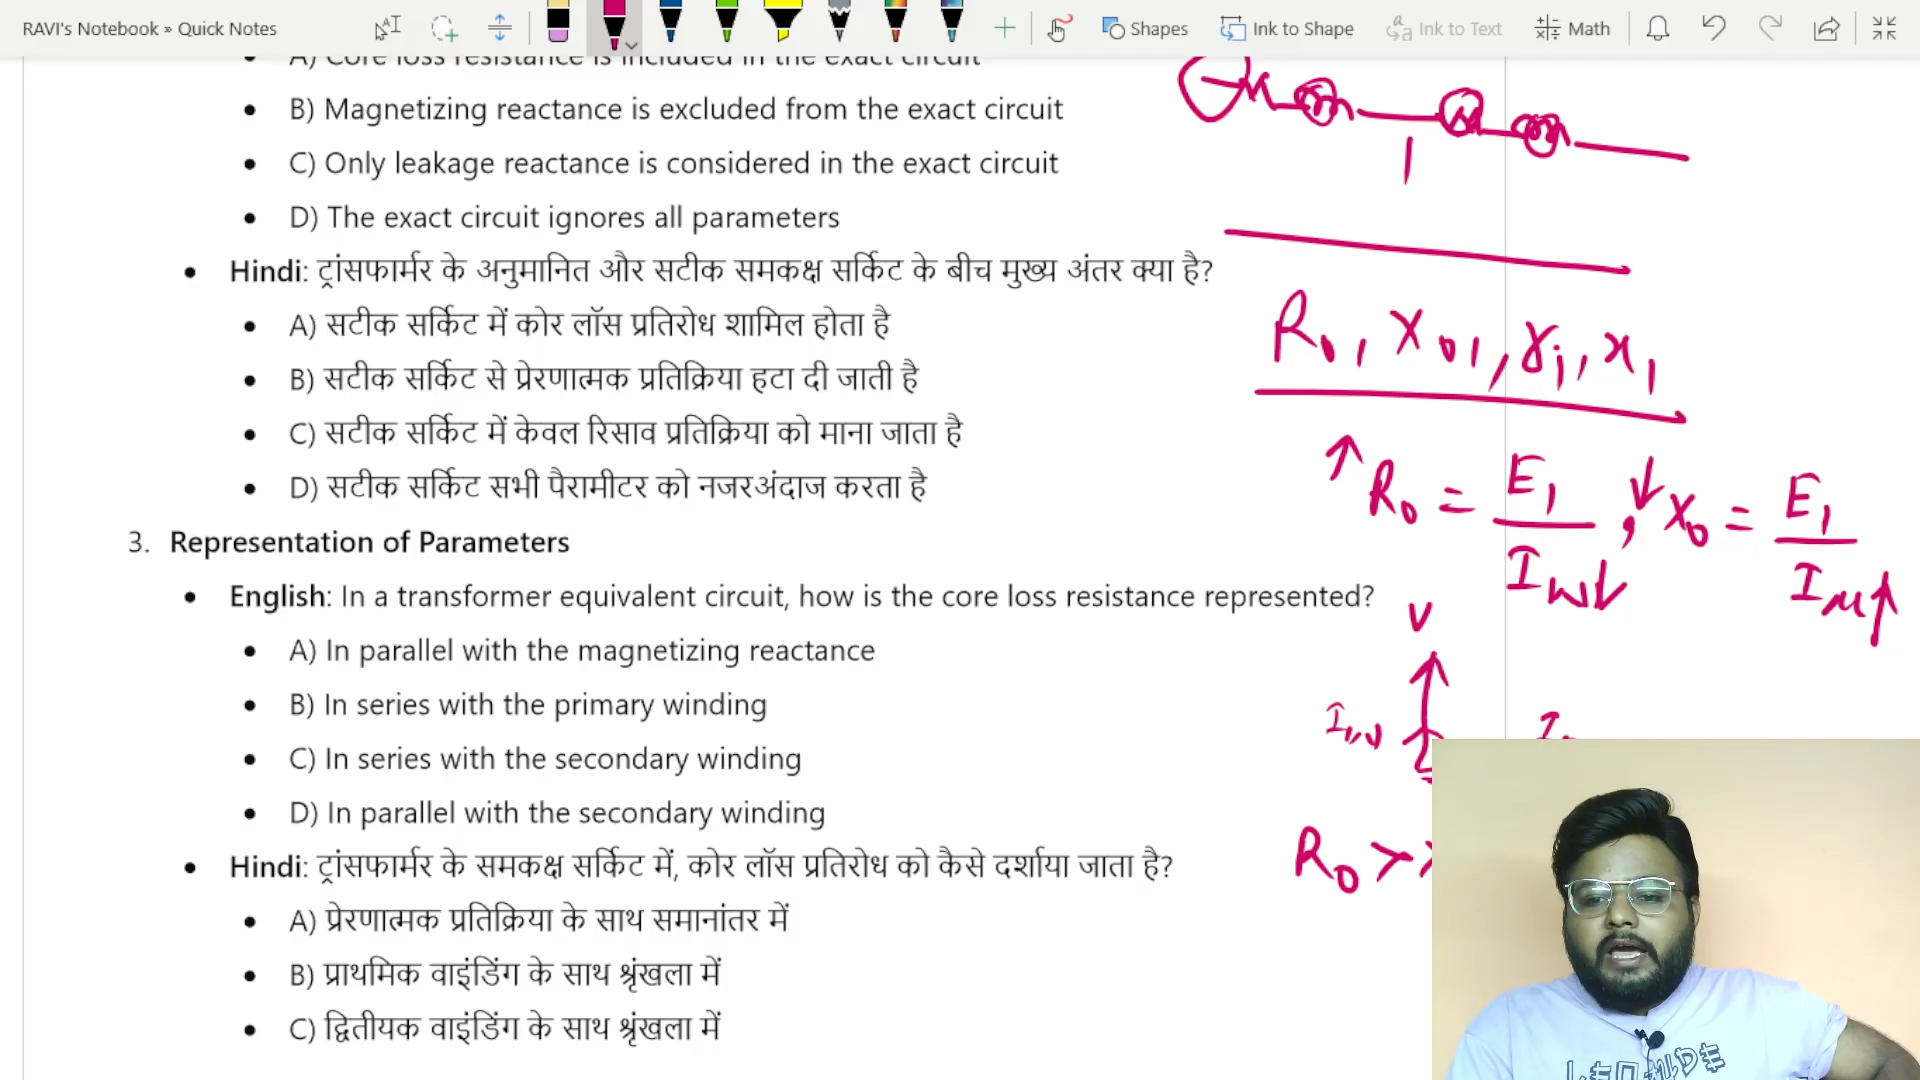 RAVI's Notebook » Quick Notes
Shapes
Ink to Shape
Ink to Text
Math
A) Core loss resistance is included in the exact circuit
B) Magnetizing reactance is excluded from the exact circuit
C) Only leakage reactance is considered in the exact circuit
D) The exact circuit ignores all parameters
Hindi: ट्रांसफार्मर के अनुमानित और सटीक समकक्ष सर्किट के बीच मुख्य अंतर क्या है?
A) सटीक सर्किट में कोर लॉस प्रतिरोध शामिल होता है
B) सटीक सर्किट से प्रेरणात्मक प्रतिक्रिया हटा दी जाती है
C) सटीक सर्किट में केवल रिसाव प्रतिक्रिया को माना जाता है
D) सटीक सर्किट सभी पैरामीटर को नजरअंदाज करता है
3. Representation of Parameters
English: In a transformer equivalent circuit, how is the core loss resistance represented?
A) In parallel with the magnetizing reactance
B) In series with the primary winding
C) In series with the secondary winding
D) In parallel with the secondary winding
Hindi: ट्रांसफार्मर के समकक्ष सर्किट में, कोर लॉस प्रतिरोध को कैसे दर्शाया जाता है?
A) प्रेरणात्मक प्रतिक्रिया के साथ समानांतर में
B) प्राथमिक वाइंडिंग के साथ श्रृंखला में
C) द्वितीयक वाइंडिंग के साथ श्रृंखला में
↑ R0 = E1 / Iw↓ , ↓ X0 = E1 / Iμ↑
V
R0 >